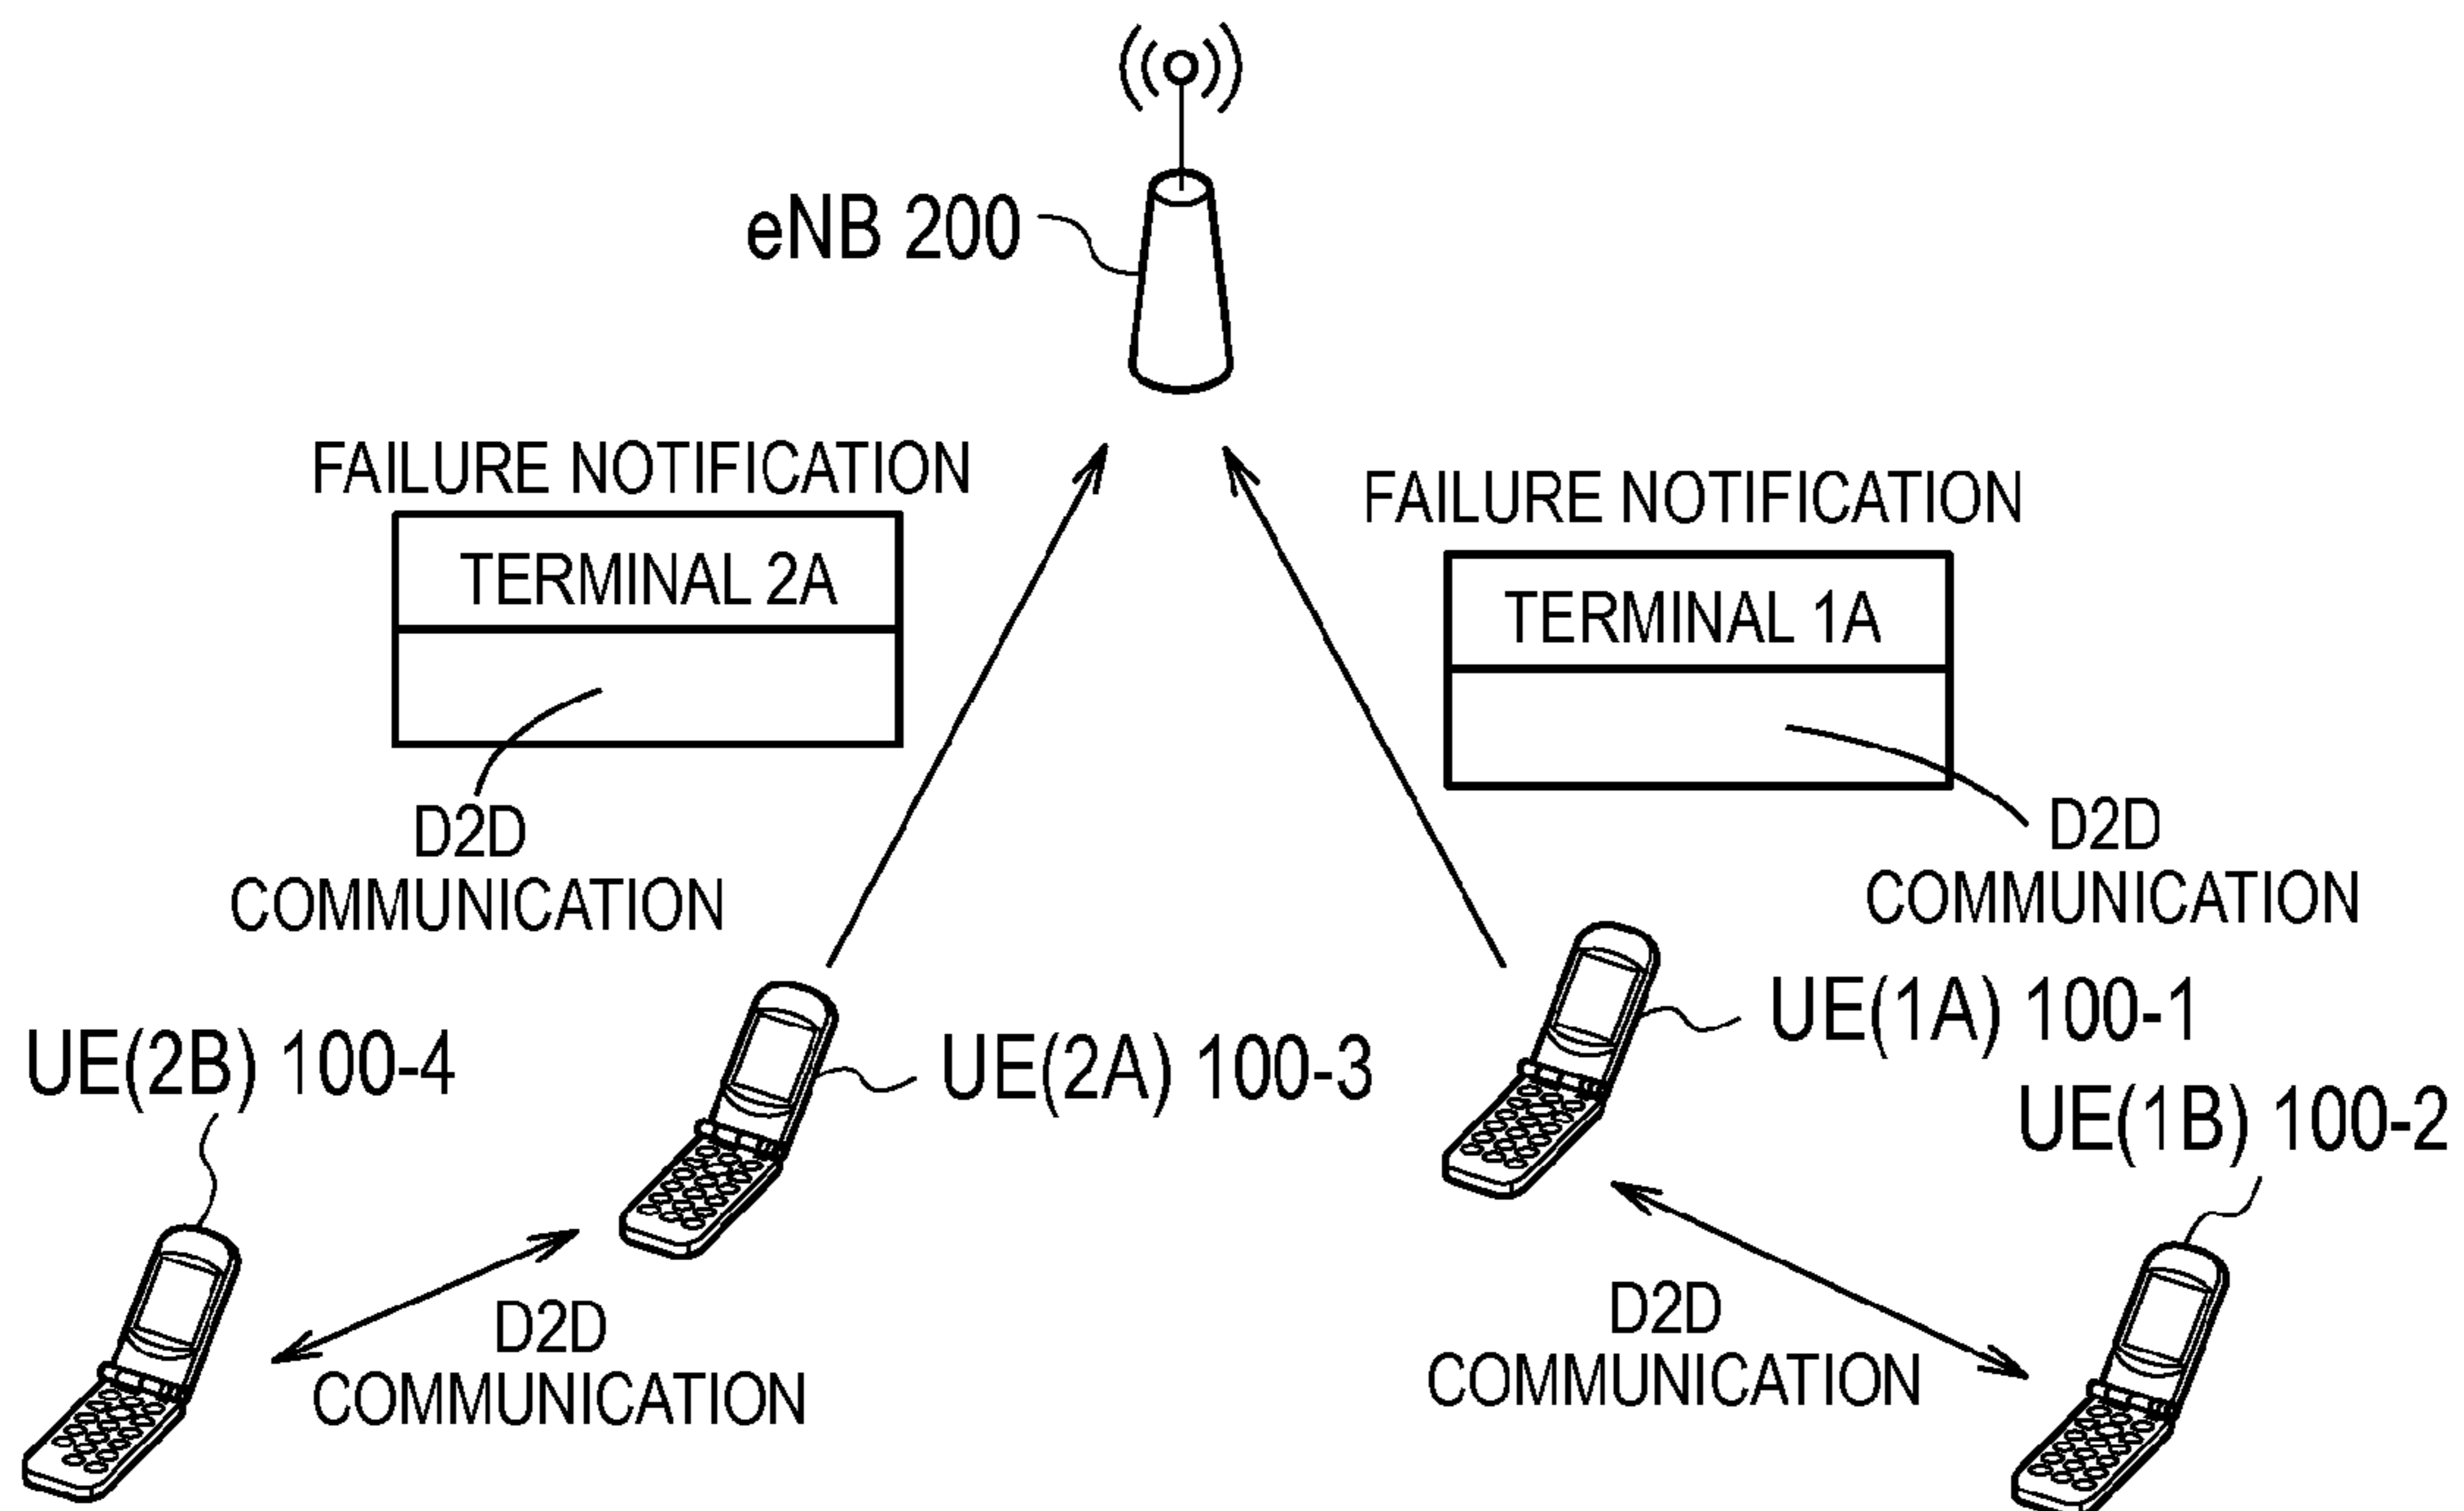 eNB 200
FAILURE NOTIFICATION
TERMINAL 2A
D2D
COMMUNICATION
FAILURE NOTIFICATION
TERMINAL 1A
D2D
COMMUNICATION
UE(2B) 100-4
UE(2A) 100-3
UE(1A) 100-1
UE(1B) 100-2
D2D
COMMUNICATION
D2D
COMMUNICATION